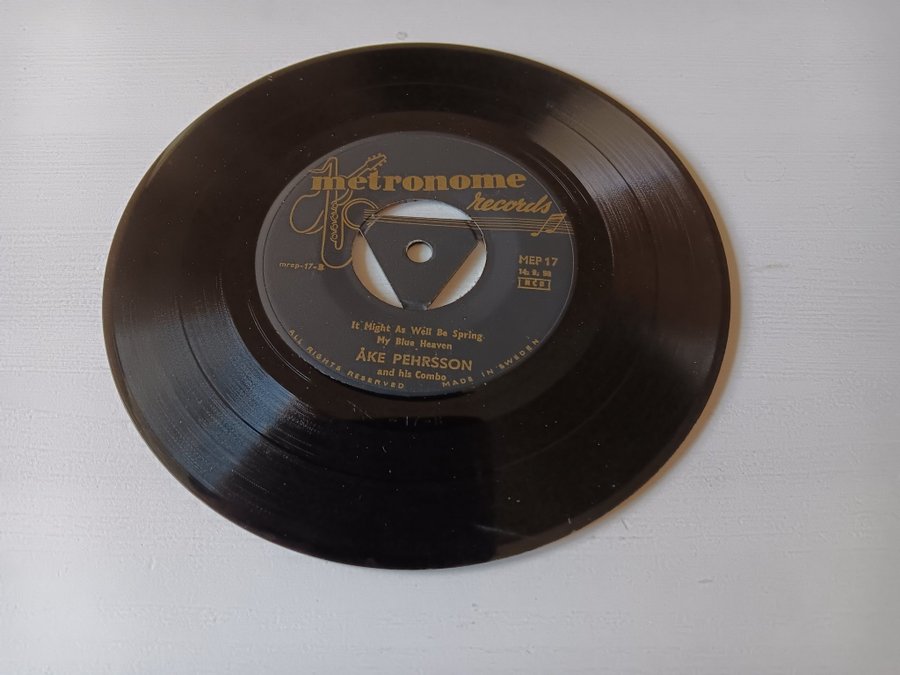 metronome
records
mrep-17-B
MEP 17
NCB
It Might As Well Be Spring
My Blue Heaven
ÅKE PEHRSSON
and his Combo
ALL RIGHTS RESERVED MADE IN SWEDEN